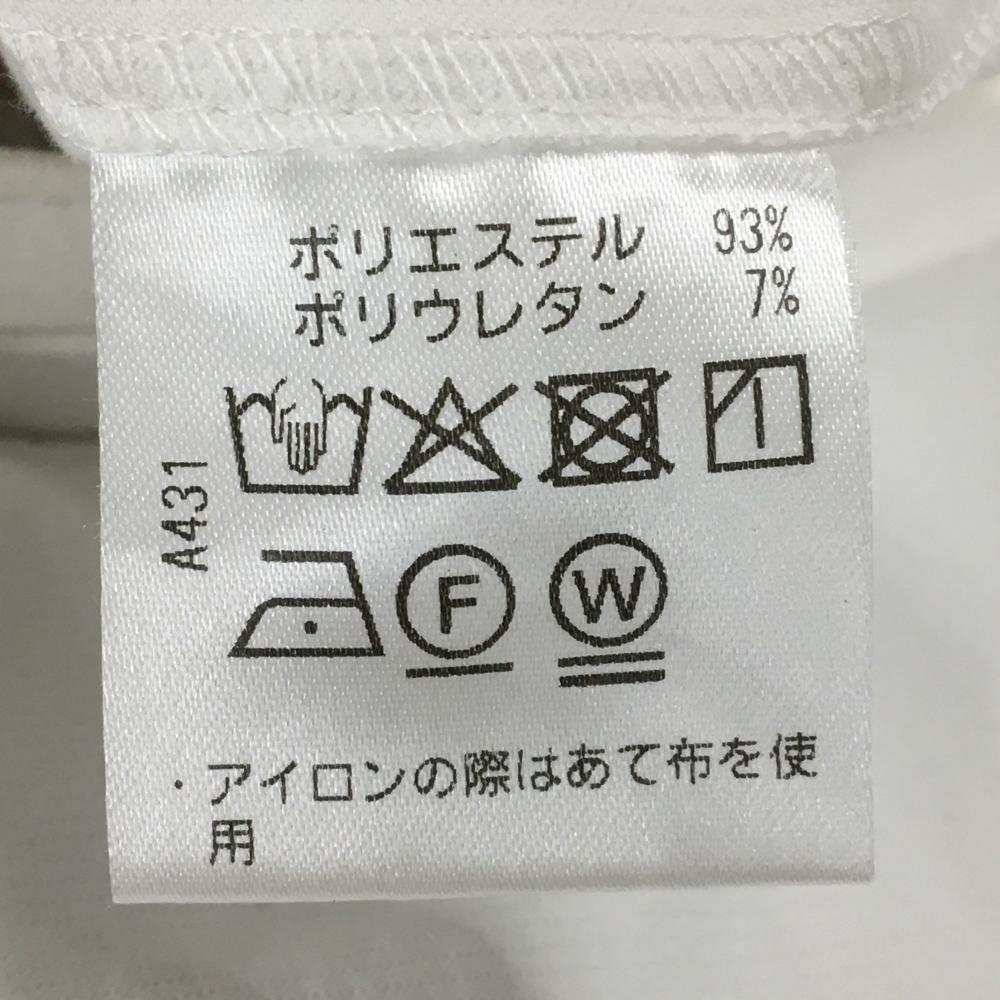 ポリエステル 93%
ポリウレタン 7%
A431
F
W
・アイロンの際はあて布を使
用